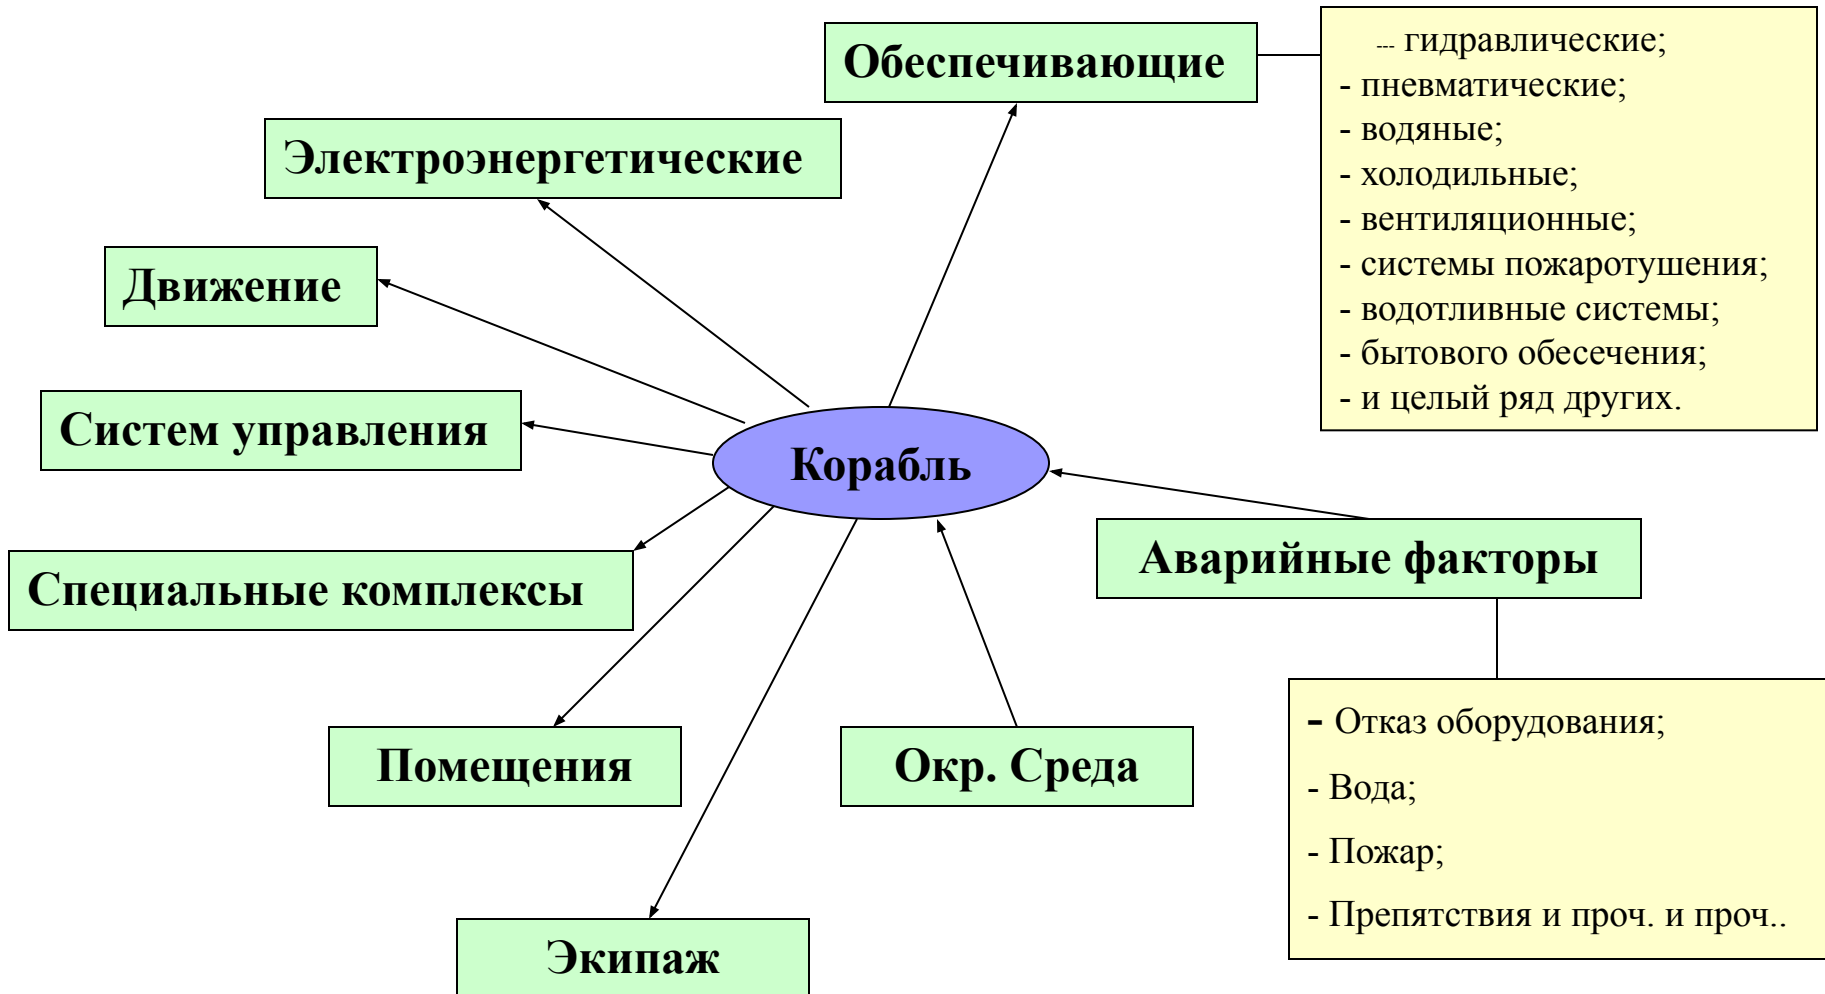 Обеспечивающие
--- гидравлические;
- пневматические;
- водяные;
- холодильные;
- вентиляционные;
- системы пожаротушения;
- водотливные системы;
- бытового обесечения;
- и целый ряд других.
Электроэнергетические
Движение
Систем управления
Корабль
Специальные комплексы
Аварийные факторы
- Отказ оборудования;
- Вода;
- Пожар;
- Препятствия и проч. и проч..
Помещения
Окр. Среда
Экипаж